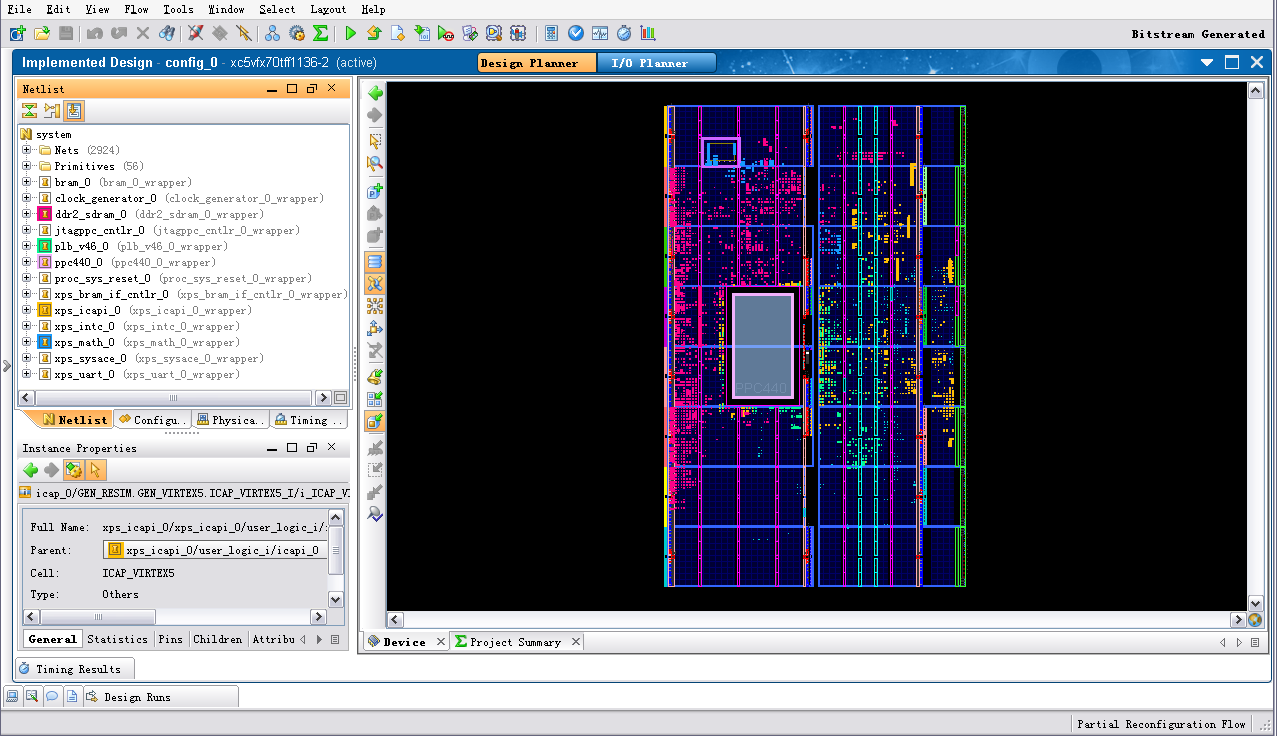 File Edit View Flow Tools Window Select Layout Help
Bitstream Generated
Implemented Design - config_0 - xc5vfx70tff1136-2 (active)
Design Planner
I/O Planner
Netlist
system
Nets (2924)
Primitives (56)
bram_0 (bram_0_wrapper)
clock_generator_0 (clock_generator_0_wrapper)
ddr2_sdram_0 (ddr2_sdram_0_wrapper)
jtagppc_cntlr_0 (jtagppc_cntlr_0_wrapper)
plb_v46_0 (plb_v46_0_wrapper)
ppc440_0 (ppc440_0_wrapper)
proc_sys_reset_0 (proc_sys_reset_0_wrapper)
xps_bram_if_cntlr_0 (xps_bram_if_cntlr_0_wrapper)
xps_icapi_0 (xps_icapi_0_wrapper)
xps_intc_0 (xps_intc_0_wrapper)
xps_math_0 (xps_math_0_wrapper)
xps_sysace_0 (xps_sysace_0_wrapper)
xps_uart_0 (xps_uart_0_wrapper)
Netlist Configu.. Physica.. Timing ..
PPC440
Instance Properties
icap_0/GEN_RESIM.GEN_VIRTEX5.ICAP_VIRTEX5_I/i_ICAP_VI
Full Name: xps_icapi_0/xps_icapi_0/user_logic_i/
Parent: xps_icapi_0/user_logic_i/icapi_0
Cell: ICAP_VIRTEX5
Type: Others
General Statistics Pins Children Attribu
Device Project Summary
Timing Results
Design Runs
Partial Reconfiguration Flow